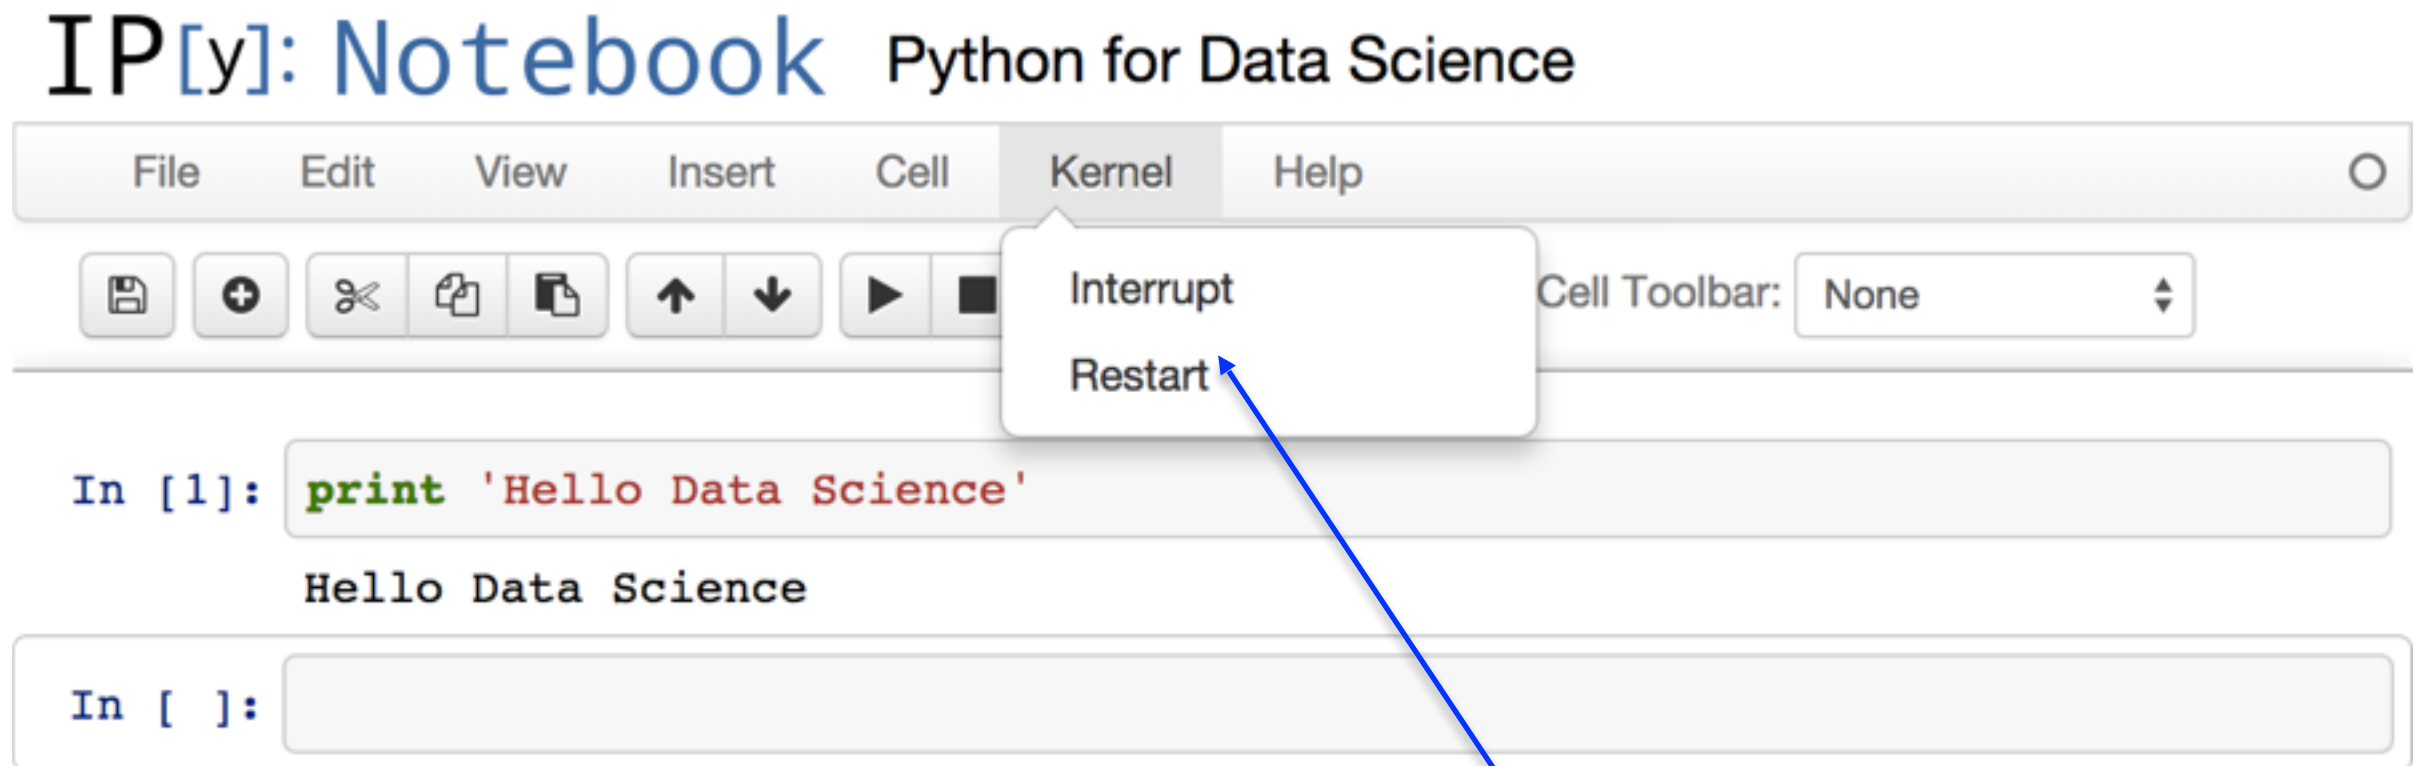 IP[y]: Notebook Python for Data Science
File Edit View Insert Cell Kernel Help
Interrupt
Restart
Cell Toolbar: None
In [1]: print 'Hello Data Science'
Hello Data Science
In [ ]: